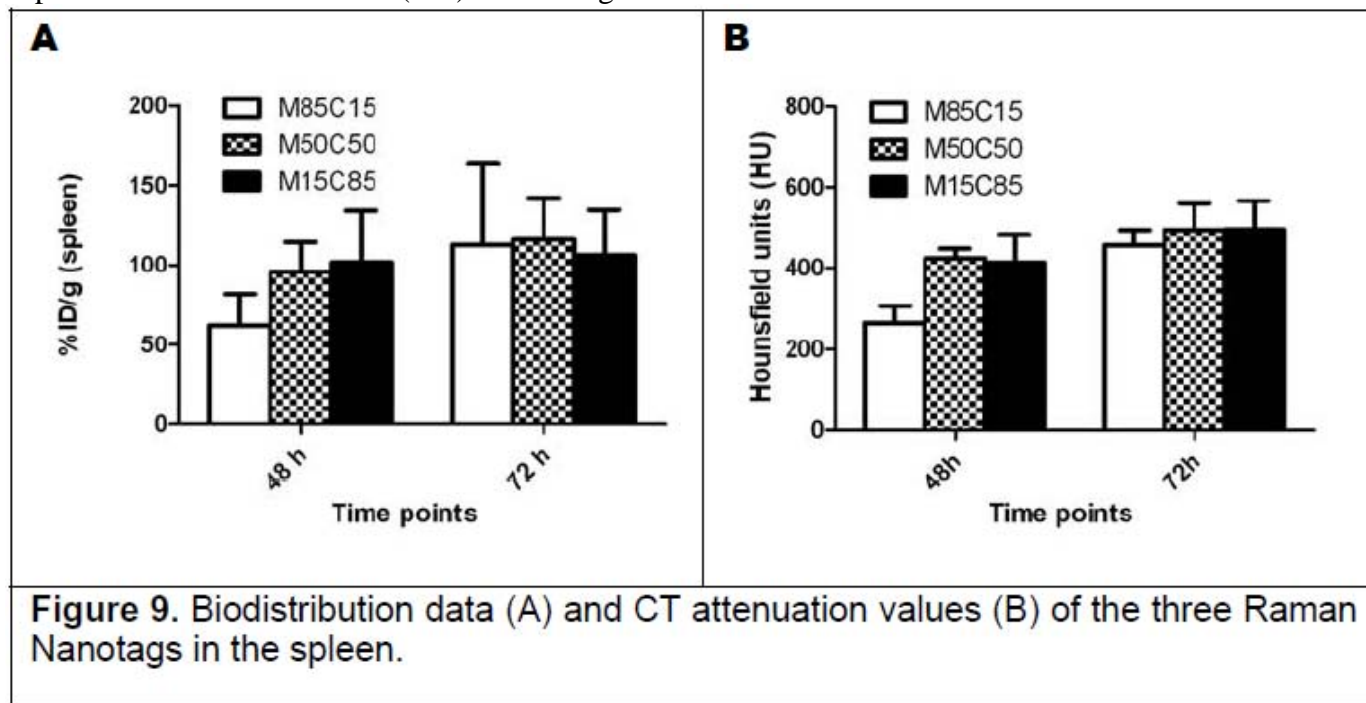 A
200
150
100
50
0
%ID/g (spleen)
M85C15
M50C50
M15C85
48 h
72 h
Time points
B
800
600
400
200
0
Hounsfield units (HU)
M85C15
M50C50
M15C85
48h
72h
Time points
Figure 9. Biodistribution data (A) and CT attenuation values (B) of the three Raman
Nanotags in the spleen.